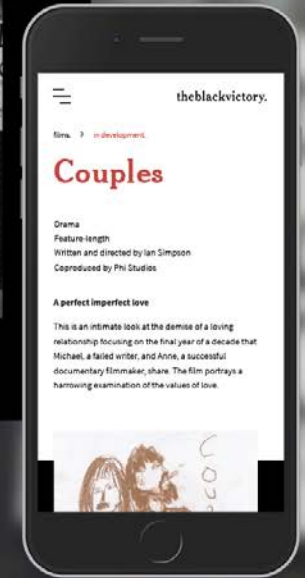 theblackvictory.
films. > in development.
Couples
Drama
Feature-length
Written and directed by Ian Simpson
Coproduced by Phi Studios
A perfect imperfect love
This is an intimate look at the demise of a loving
relationship focusing on the final year of a decade that
Michael, a failed writer, and Anne, a successful
documentary filmmaker, share. The film portrays a
harrowing examination of the values of love.
COU